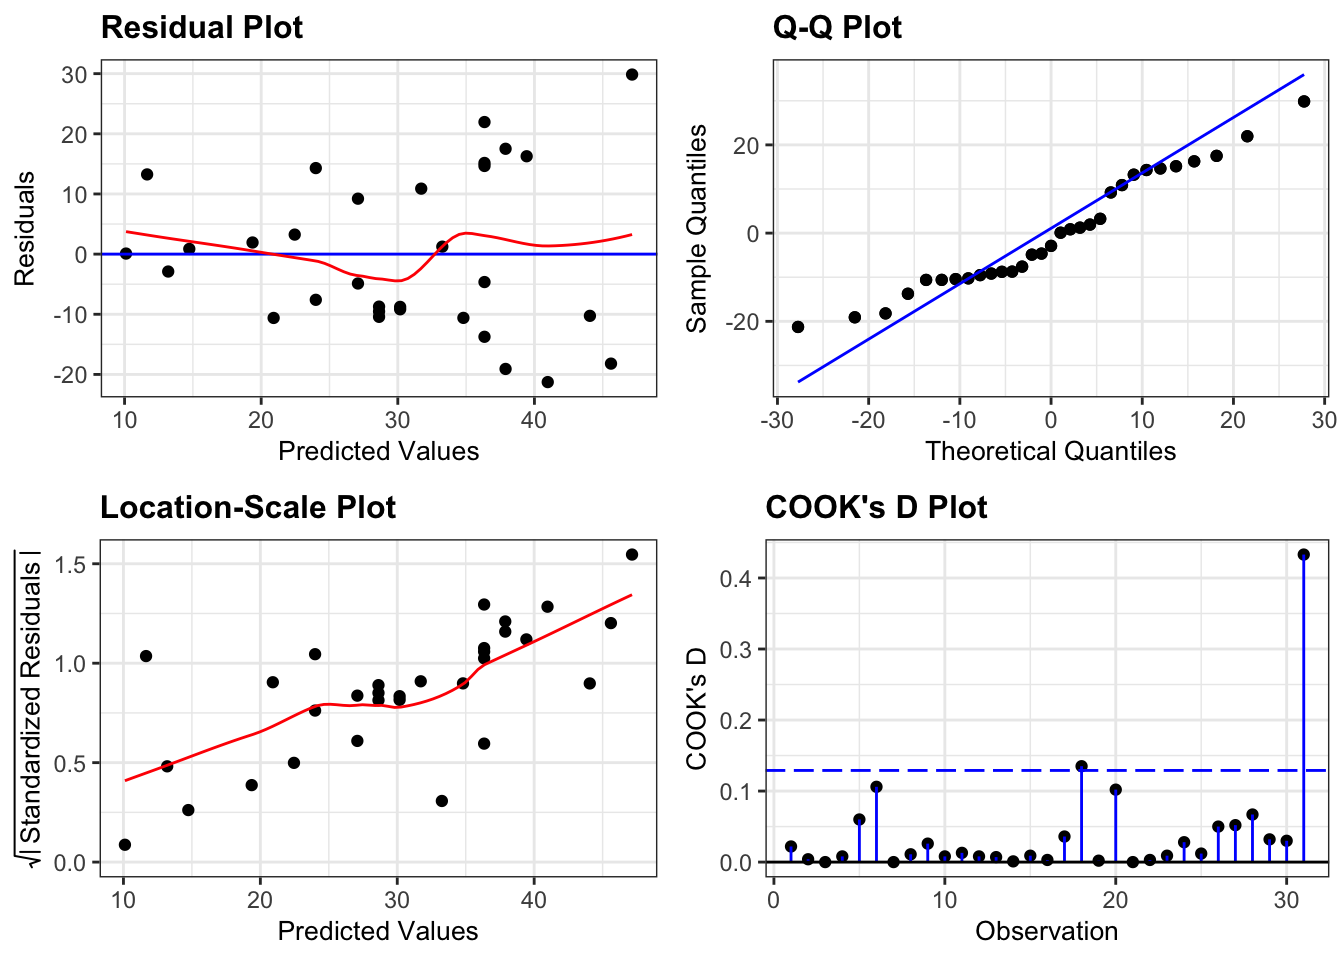 Residual Plot
30
20
10
0
-10
-20
Residuals
10 20 30 40
Predicted Values
Q-Q Plot
20
0
-20
Sample Quantiles
-30 -20 -10 0 10 20 30
Theoretical Quantiles
Location-Scale Plot
1.5
1.0
0.5
0.0
√| Standardized Residuals |
10 20 30 40
Predicted Values
COOK's D Plot
0.4
0.3
0.2
0.1
0.0
COOK's D
0 10 20 30
Observation